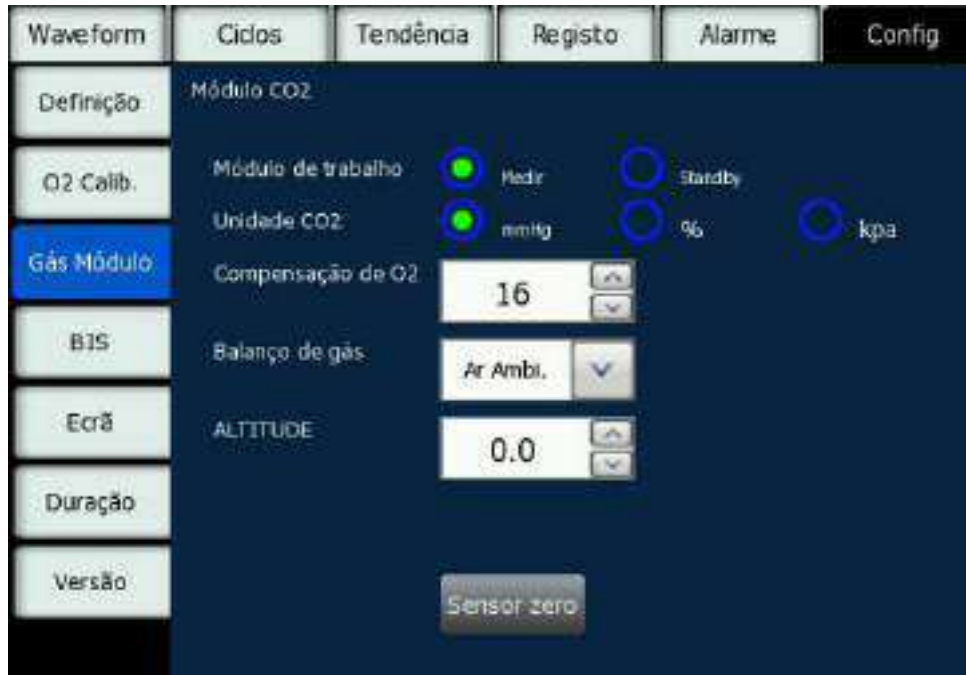 Waveform Ciclos Tendência Registo Alarme Config
Definição
O2 Calib.
Gás Módulo
BIS
Ecrã
Duração
Versão
Módulo CO2
Módulo de trabalho Medir Standby
Unidade CO2 mmHg % kpa
Compensação de O2 16
Balanço de gás Ar Ambi.
ALTITUDE 0.0
Sensor zero